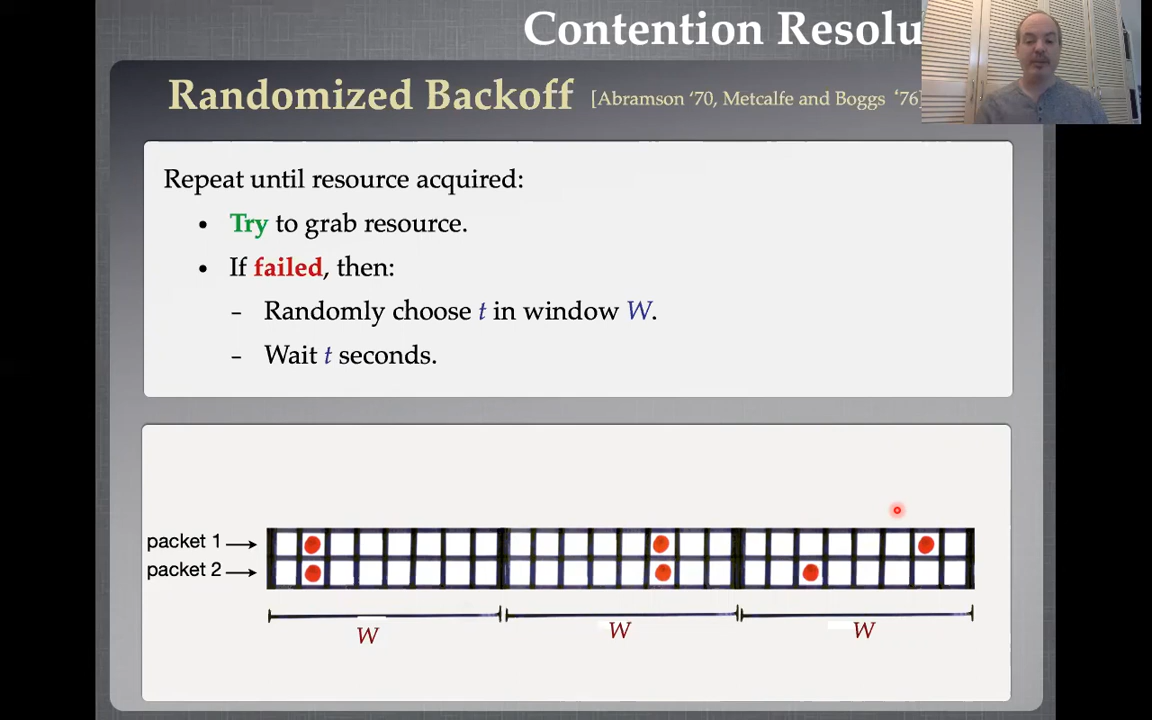 Contention Resolu
Randomized Backoff [Abramson ‘70, Metcalfe and Boggs ‘76]
Repeat until resource acquired:
• Try to grab resource.
• If failed, then:
– Randomly choose t in window W.
– Wait t seconds.
packet 1
packet 2
W W W